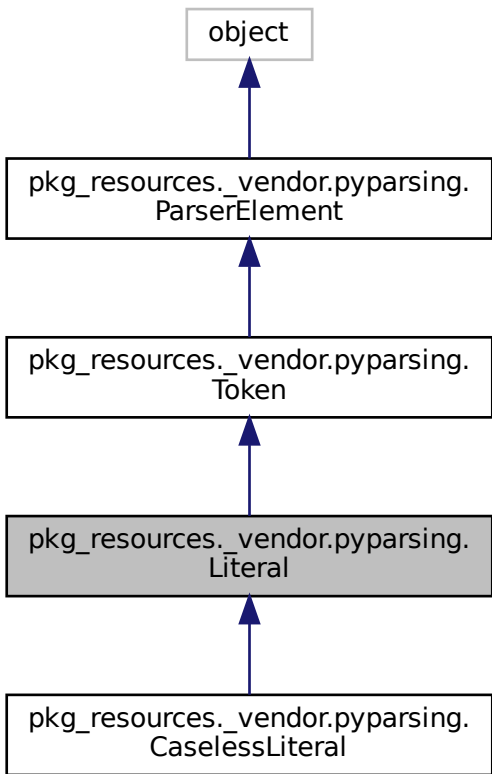 object
pkg_resources._vendor.pyparsing.
ParserElement
pkg_resources._vendor.pyparsing.
Token
pkg_resources._vendor.pyparsing.
Literal
pkg_resources._vendor.pyparsing.
CaselessLiteral